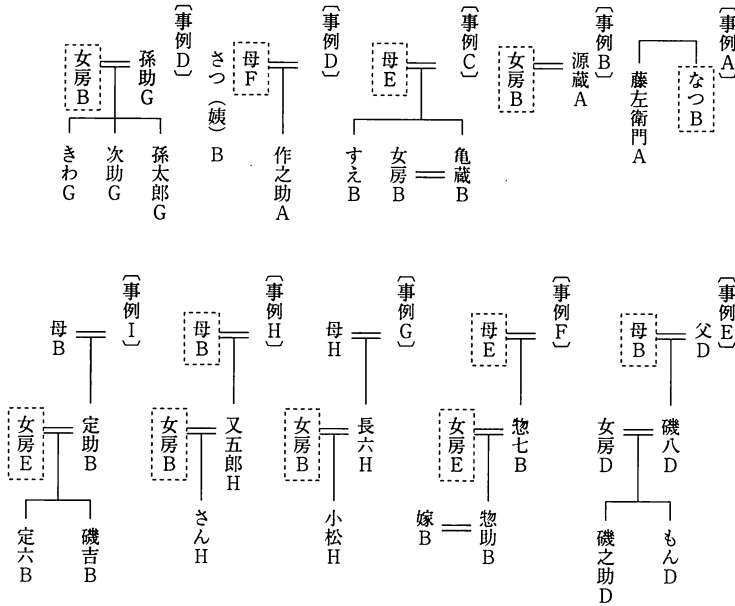 〔事例A〕
なつB
藤左衛門A
〔事例B〕
源蔵A
女房B
〔事例C〕
母E
亀蔵B
女房B
すえB
〔事例D〕
母F
作之助A
さつ（姨）B
〔事例D〕
孫助G
女房B
孫太郎G
次助G
きわG
〔事例E〕
父D
母B
磯八D
女房D
もんD
磯之助D
〔事例F〕
母E
惣七B
女房E
惣助B
嫁B
〔事例G〕
母H
長六H
女房B
小松H
〔事例H〕
母B
又五郎H
女房B
さんH
〔事例I〕
母B
定助B
女房E
磯吉B
定六B